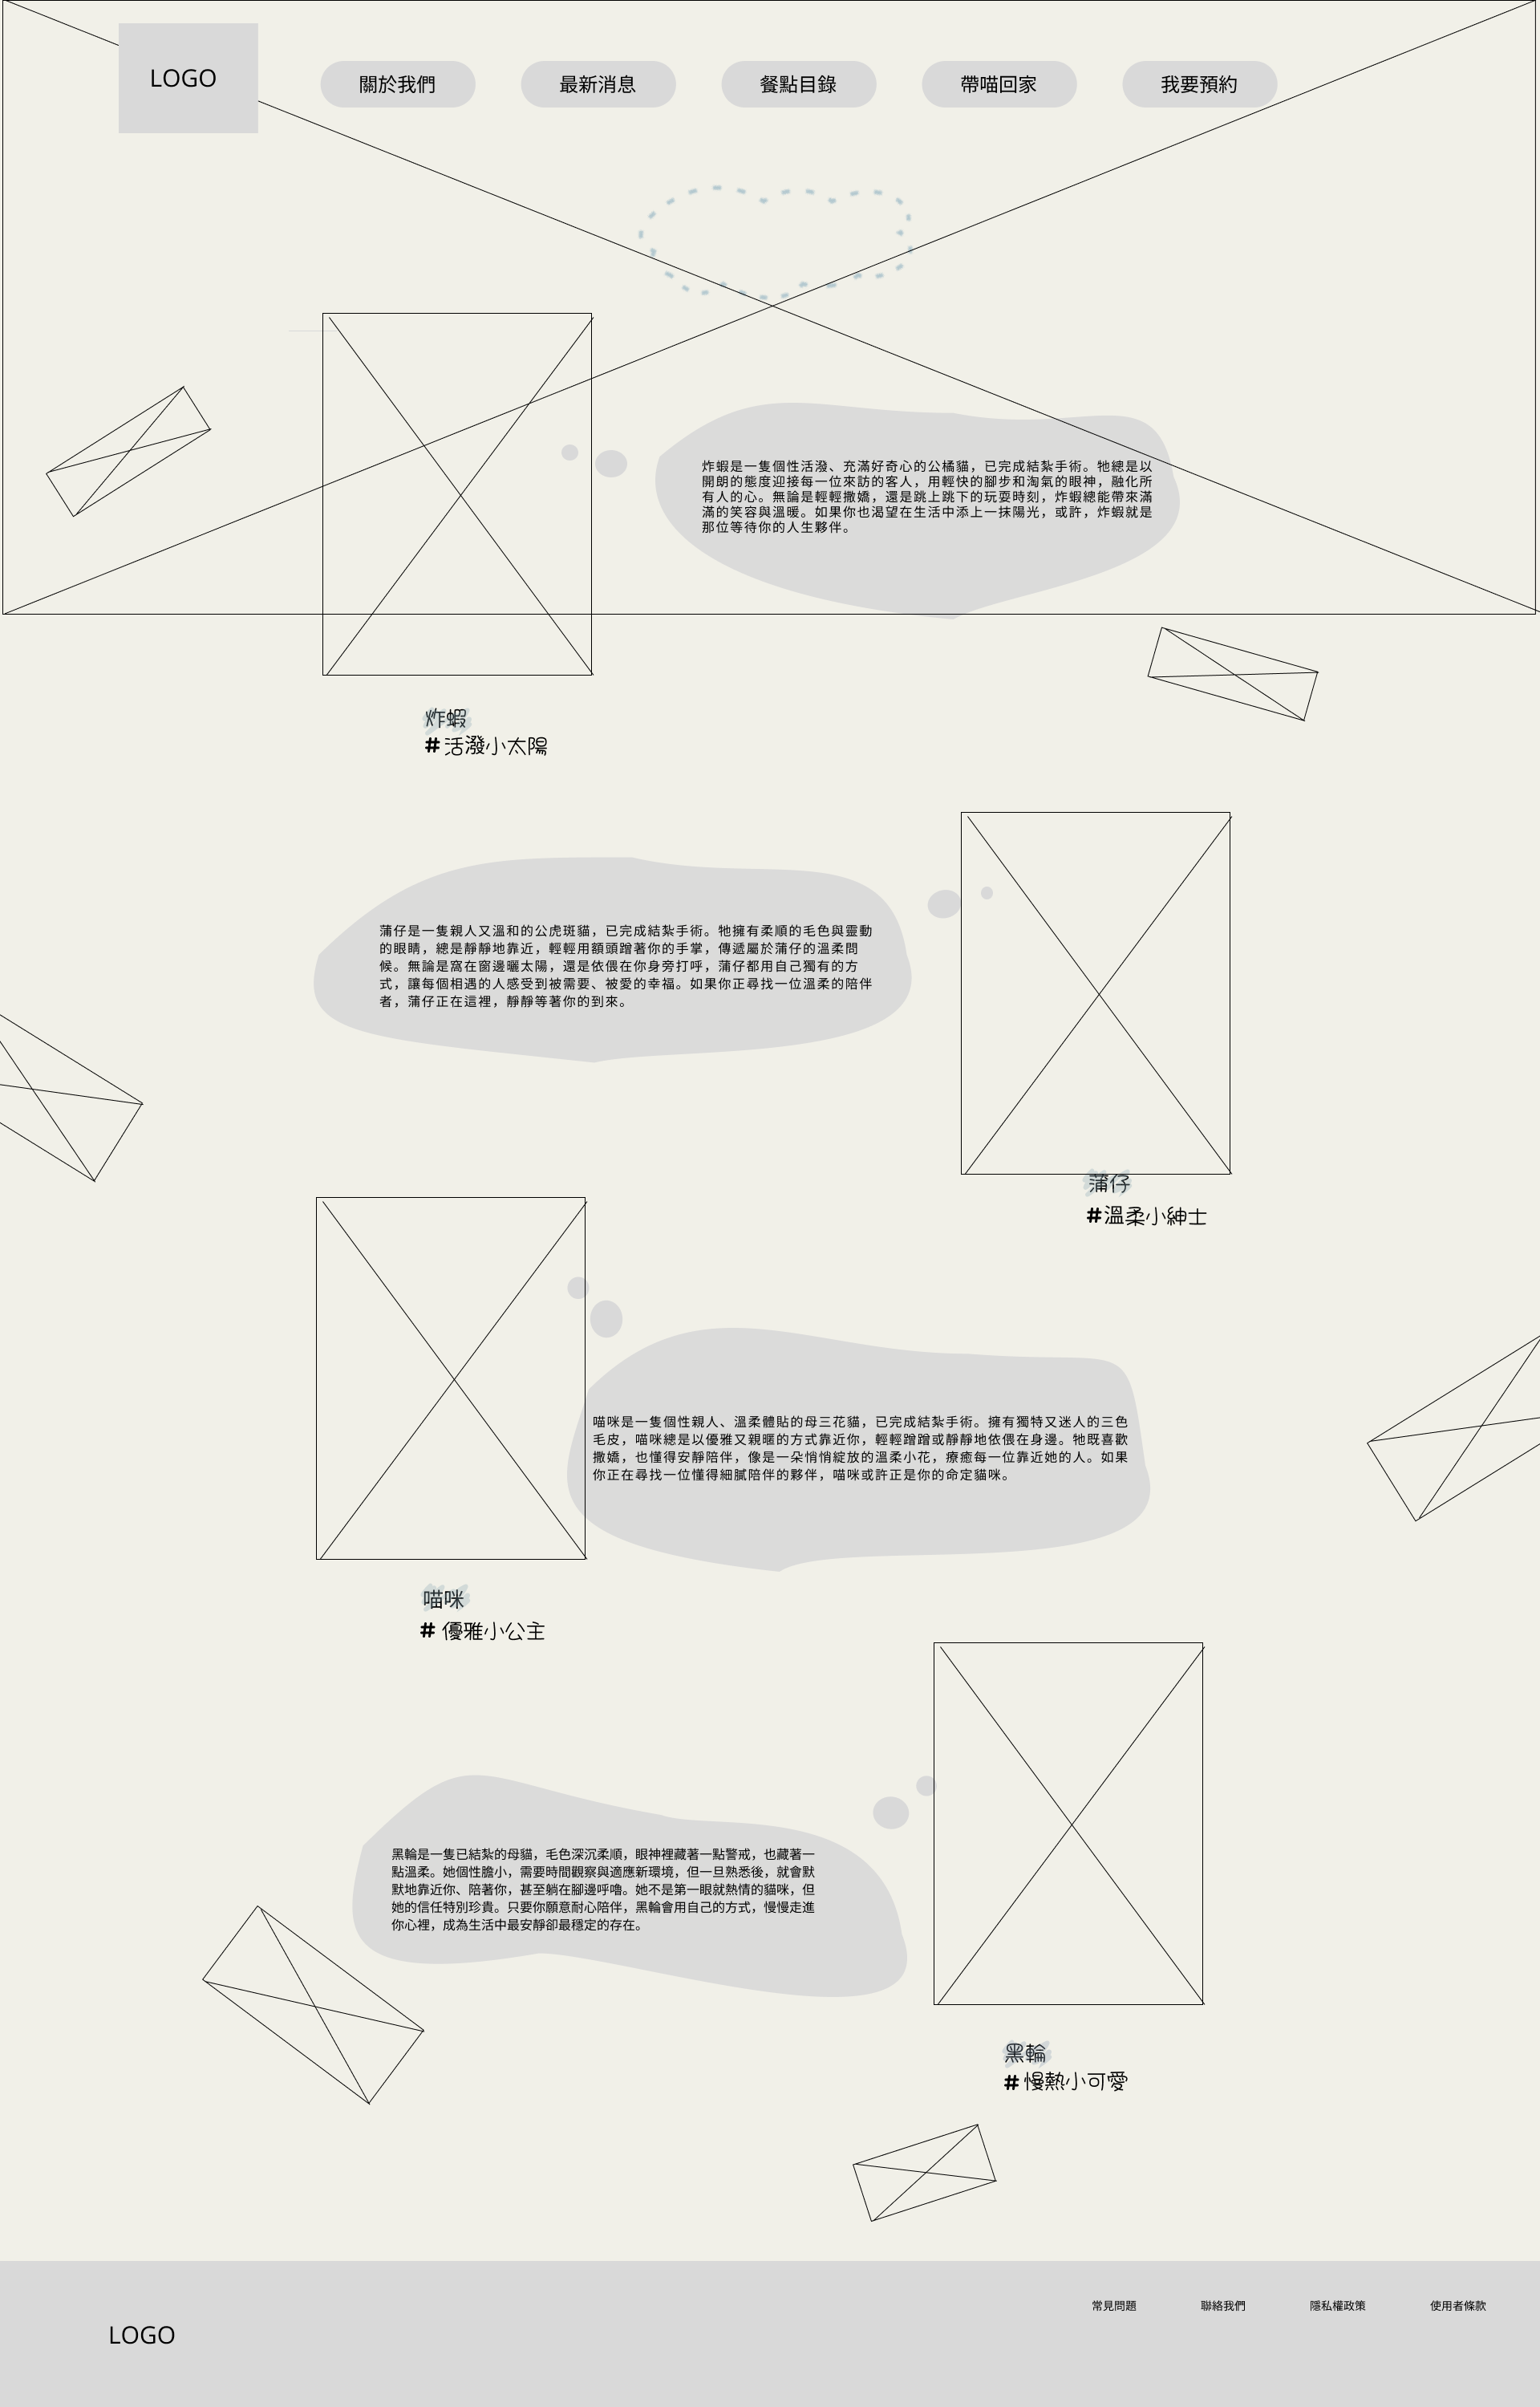 LOGO
關於我們
最新消息
餐點目錄
帶喵回家
我要預約
炸蝦是一隻個性活潑、充滿好奇心的公橘貓，已完成結紮手術。牠總是以
開朗的態度迎接每一位來訪的客人，用輕快的腳步和淘氣的眼神，融化所
有人的心。無論是輕輕撒嬌，還是跳上跳下的玩耍時刻，炸蝦總能帶來滿
滿的笑容與溫暖。如果你也渴望在生活中添上一抹陽光，或許，炸蝦就是
那位等待你的人生夥伴。
炸蝦
# 活潑小太陽
蒲仔是一隻親人又溫和的公虎斑貓，已完成結紮手術。牠擁有柔順的毛色與靈動
的眼睛，總是靜靜地靠近，輕輕用額頭蹭著你的手掌，傳遞屬於蒲仔的溫柔問
候。無論是窩在窗邊曬太陽，還是依偎在你身旁打呼，蒲仔都用自己獨有的方
式，讓每個相遇的人感受到被需要、被愛的幸福。如果你正尋找一位溫柔的陪伴
者，蒲仔正在這裡，靜靜等著你的到來。
蒲仔
#溫柔小紳士
喵咪是一隻個性親人、溫柔體貼的母三花貓，已完成結紮手術。擁有獨特又迷人的三色
毛皮，喵咪總是以優雅又親暱的方式靠近你，輕輕蹭蹭或靜靜地依偎在身邊。牠既喜歡
撒嬌，也懂得安靜陪伴，像是一朵悄悄綻放的溫柔小花，療癒每一位靠近她的人。如果
你正在尋找一位懂得細膩陪伴的夥伴，喵咪或許正是你的命定貓咪。
喵咪
# 優雅小公主
黑輪是一隻已結紮的母貓，毛色深沉柔順，眼神裡藏著一點警戒，也藏著一
點溫柔。她個性膽小，需要時間觀察與適應新環境，但一旦熟悉後，就會默
默地靠近你、陪著你，甚至躺在腳邊呼嚕。她不是第一眼就熱情的貓咪，但
她的信任特別珍貴。只要你願意耐心陪伴，黑輪會用自己的方式，慢慢走進
你心裡，成為生活中最安靜卻最穩定的存在。
黑輪
# 慢熱小可愛
常見問題
聯絡我們
隱私權政策
使用者條款
LOGO